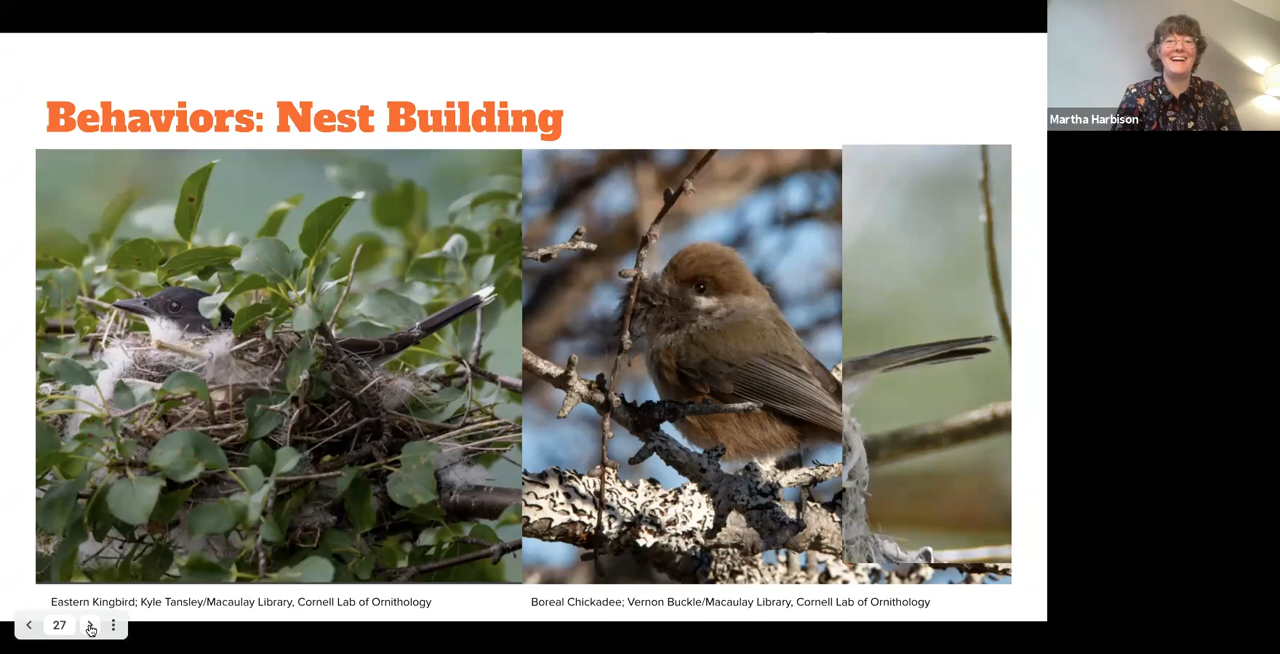 Behaviors: Nest Building
Martha Harbison
Eastern Kingbird; Kyle Tansley/Macaulay Library, Cornell Lab of Ornithology
Boreal Chickadee; Vernon Buckle/Macaulay Library, Cornell Lab of Ornithology
27